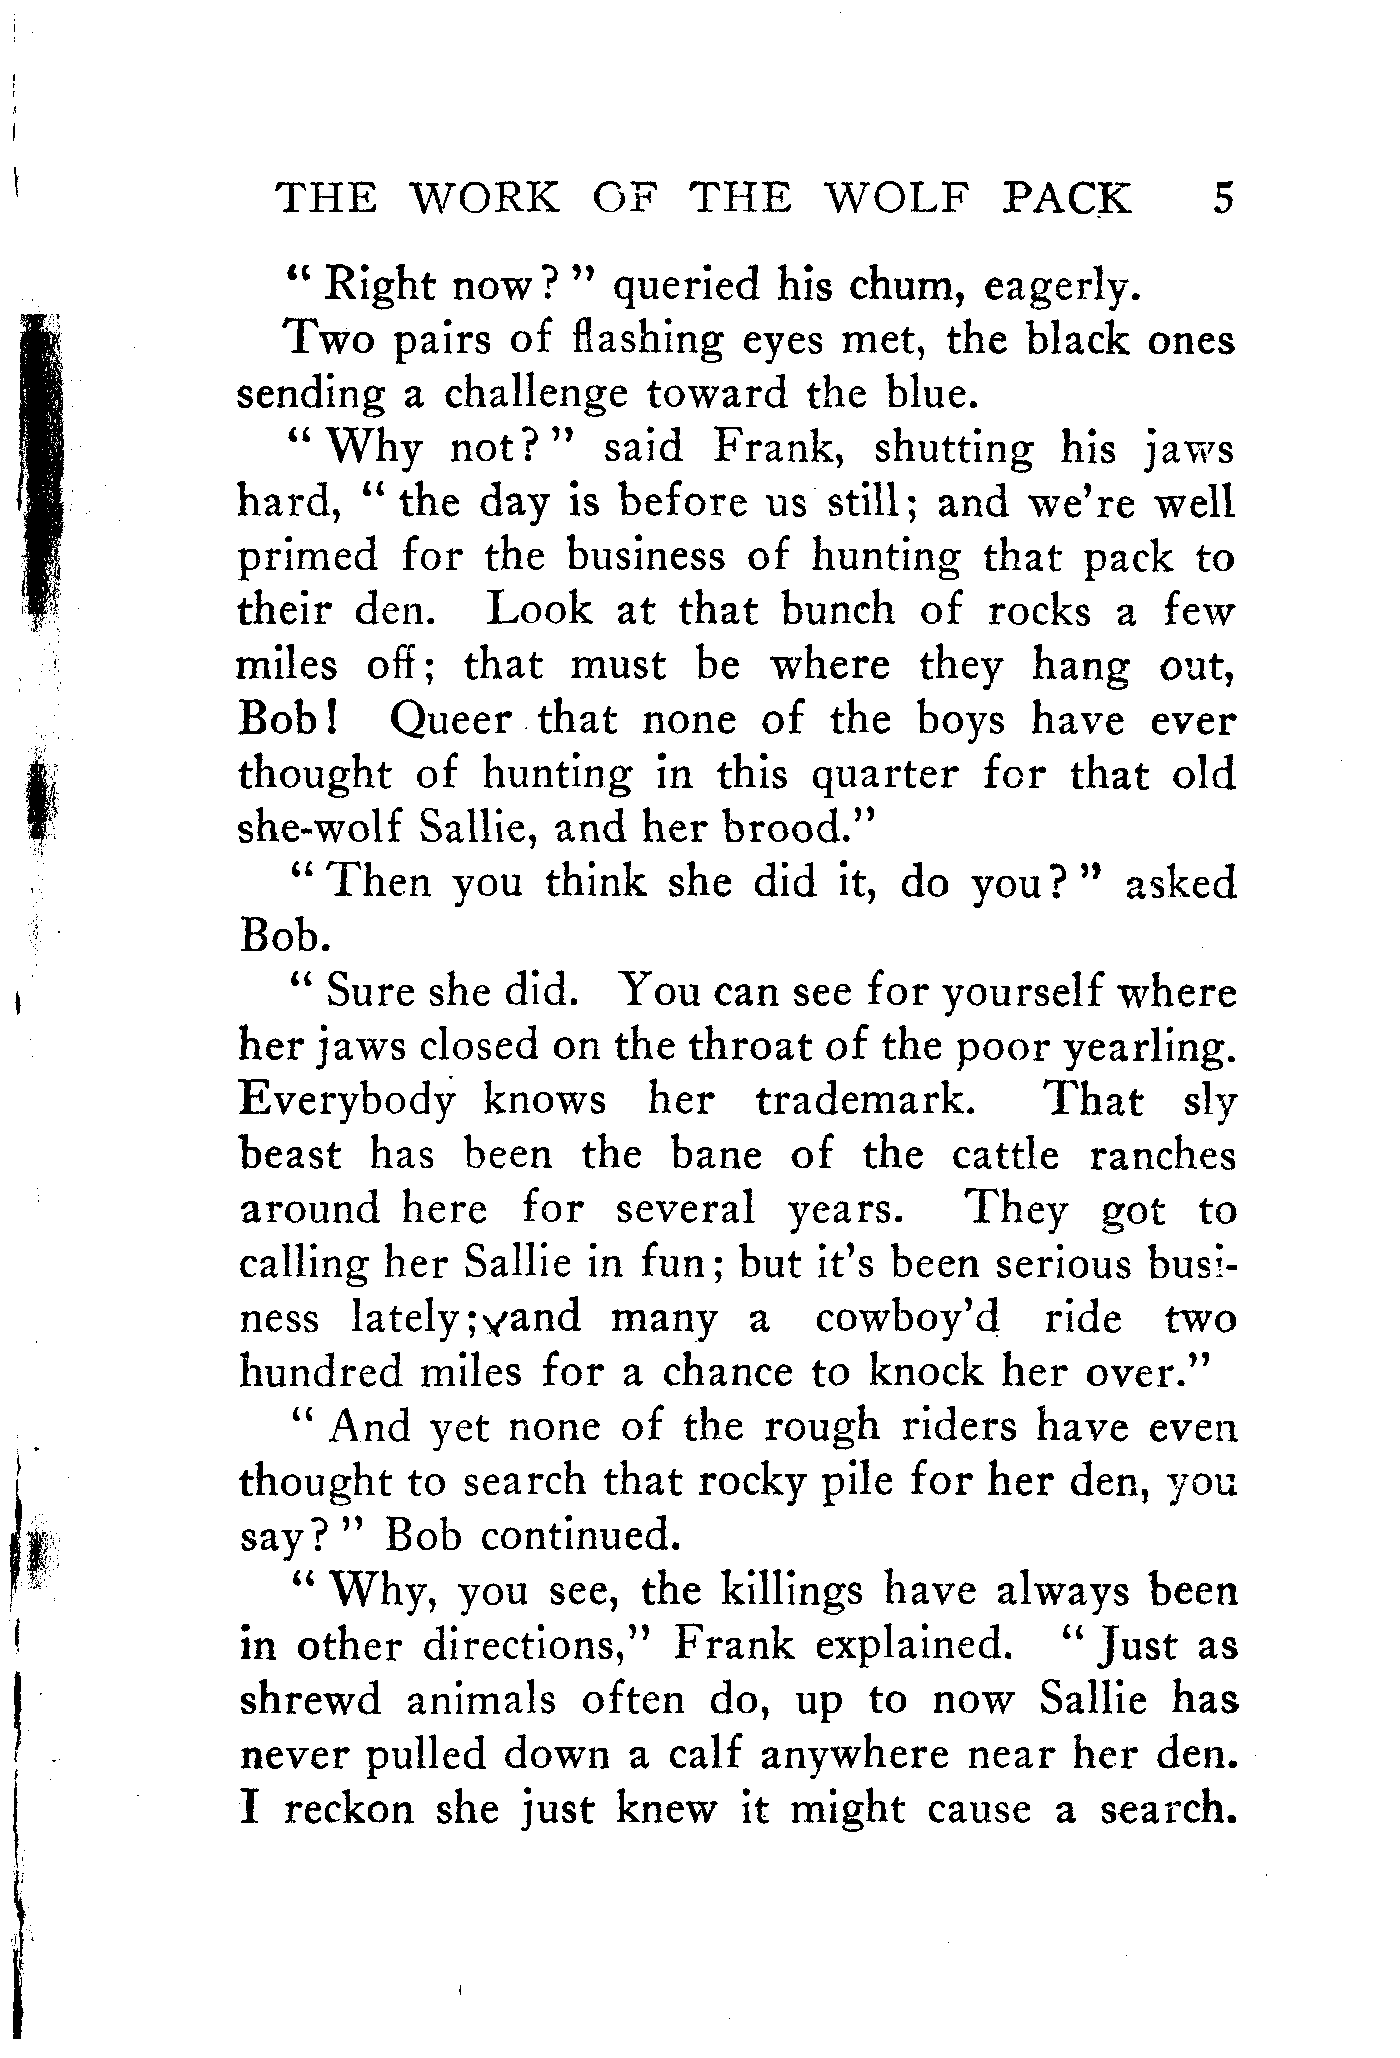 THE WORK OF THE WOLF PACK 5
" Right now? " queried his chum, eagerly.
Two pairs of flashing eyes met, the black ones
sending a challenge toward the blue.
" Why not? " said Frank, shutting his jaws
hard, " the day is before us still; and we're well
primed for the business of hunting that pack to
their den. Look at that bunch of rocks a few
miles off; that must be where they hang out,
Bob! Queer that none of the boys have ever
thought of hunting in this quarter for that old
she-wolf Sallie, and her brood."
" Then you think she did it, do you? " asked
Bob.
" Sure she did. You can see for yourself where
her jaws closed on the throat of the poor yearling.
Everybody knows her trademark. That sly
beast has been the bane of the cattle ranches
around here for several years. They got to
calling her Sallie in fun; but it's been serious busi-
ness lately; and many a cowboy'd ride two
hundred miles for a chance to knock her over."
" And yet none of the rough riders have even
thought to search that rocky pile for her den, you
say? " Bob continued.
" Why, you see, the killings have always been
in other directions," Frank explained. " Just as
shrewd animals often do, up to now Sallie has
never pulled down a calf anywhere near her den.
I reckon she just knew it might cause a search.